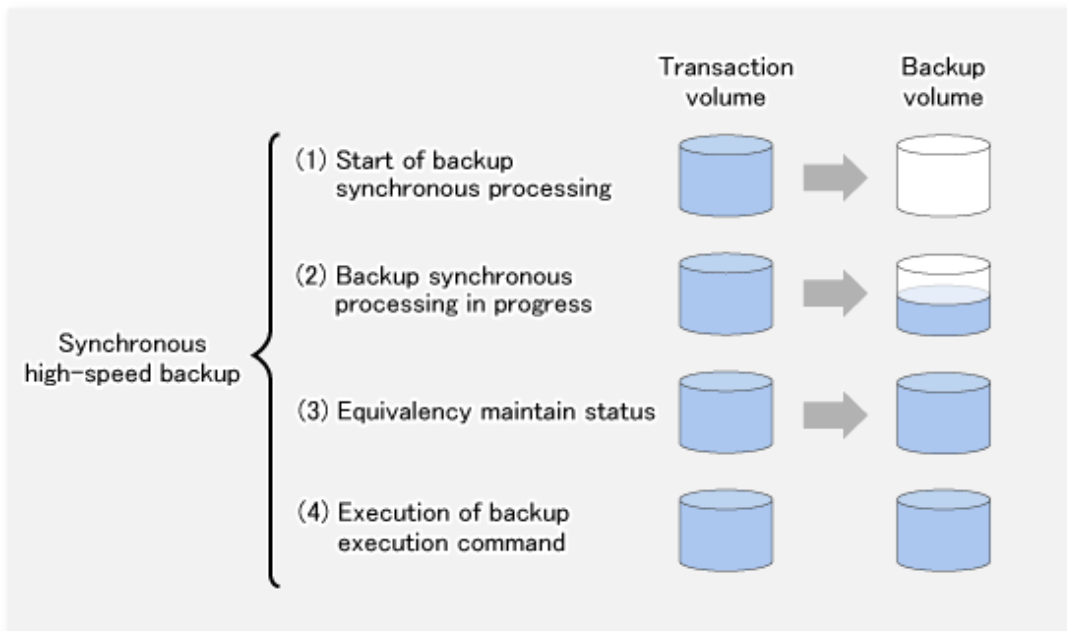 Transaction
volume
Backup
volume
(1) Start of backup
synchronous processing
(2) Backup synchronous
processing in progress
Synchronous
high-speed backup
(3) Equivalency maintain status
(4) Execution of backup
execution command